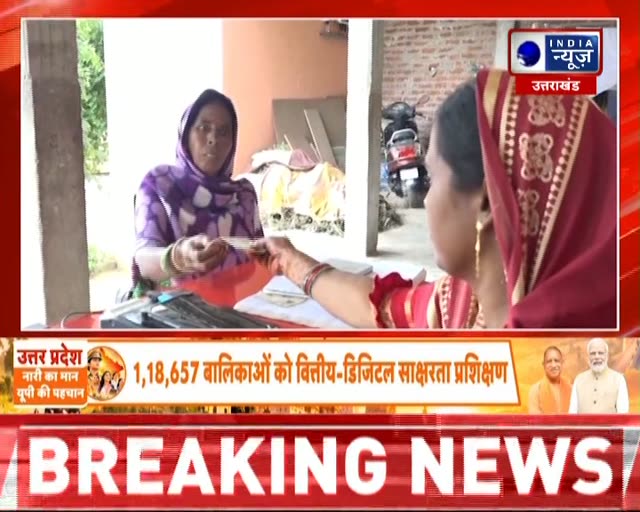 INDIA
न्यूज़
उत्तराखंड
उत्तर प्रदेश
नारी का मान
यूपी की पहचान
1,18,657 बालिकाओं को वित्तीय-डिजिटल साक्षरता प्रशिक्षण
BREAKING NEWS